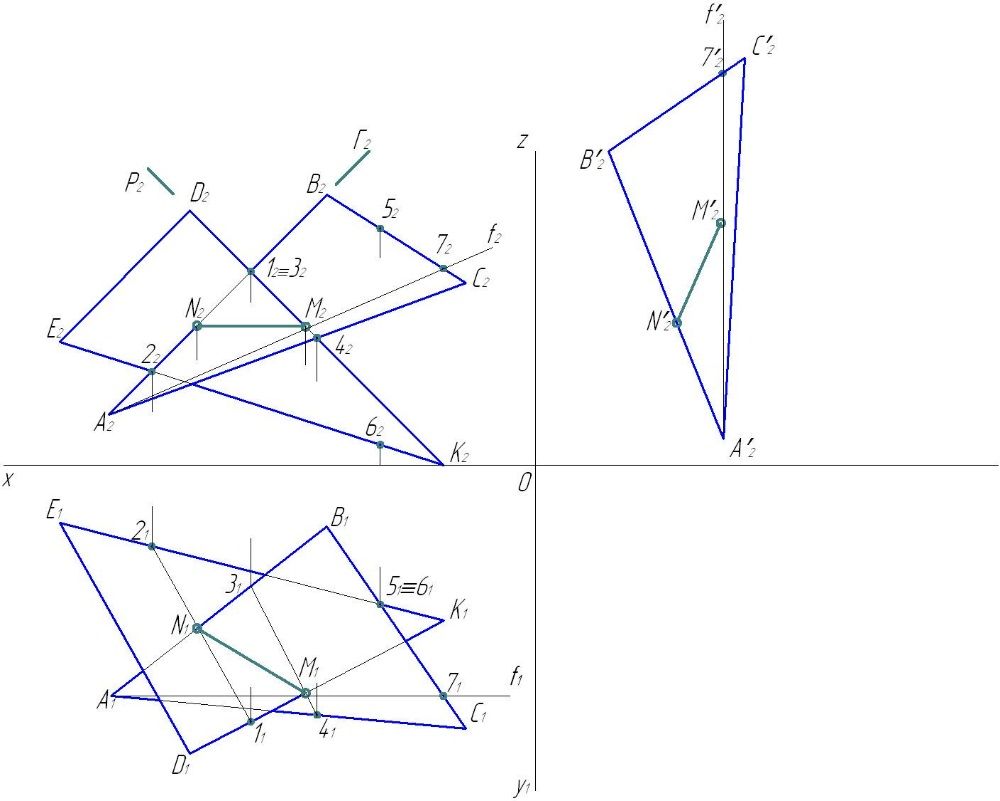 f′₂
C′₂
7′₂
Г₂
z
B′₂
P₂
D₂
B₂
5₂
M′₂
7₂
f₂
1₂≡3₂
C₂
N₂
M₂
N′₂
E₂
4₂
2₂
A₂
6₂
K₂
A′₂
x
0
E₁
2₁
B₁
3₁
5₁≡6₁
K₁
N₁
M₁
f₁
A₁
7₁
C₁
1₁
4₁
D₁
y₁